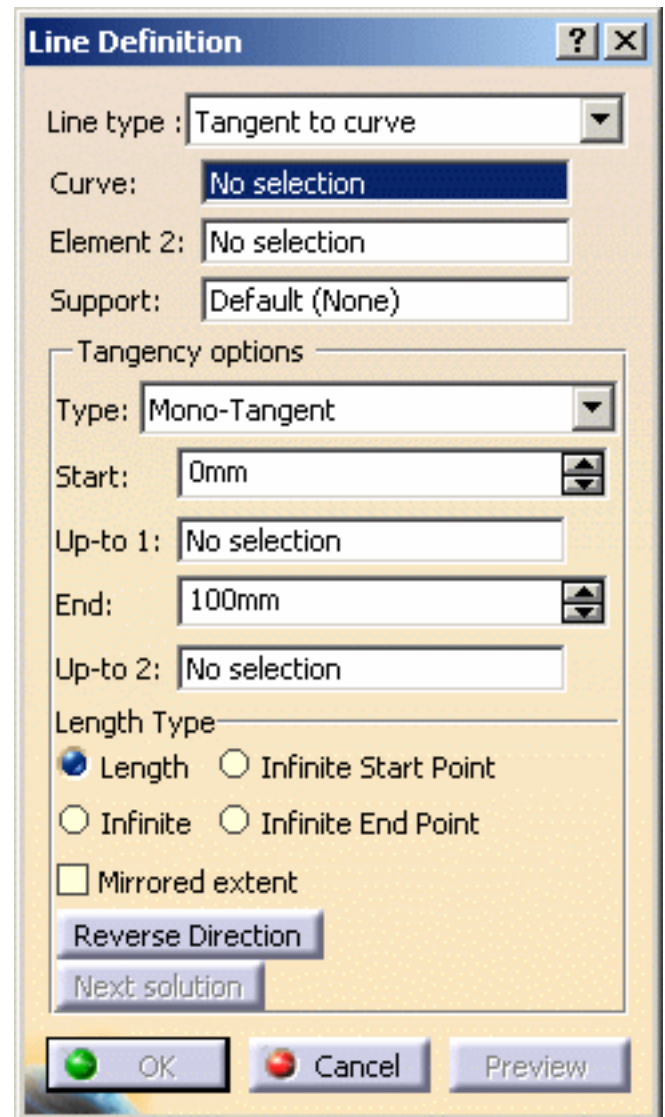 Line Definition ? X
Line type : Tangent to curve
Curve: No selection
Element 2: No selection
Support: Default (None)
Tangency options
Type: Mono-Tangent
Start: 0mm
Up-to 1: No selection
End: 100mm
Up-to 2: No selection
Length Type
Length Infinite Start Point
Infinite Infinite End Point
Mirrored extent
Reverse Direction
Next solution
OK Cancel Preview